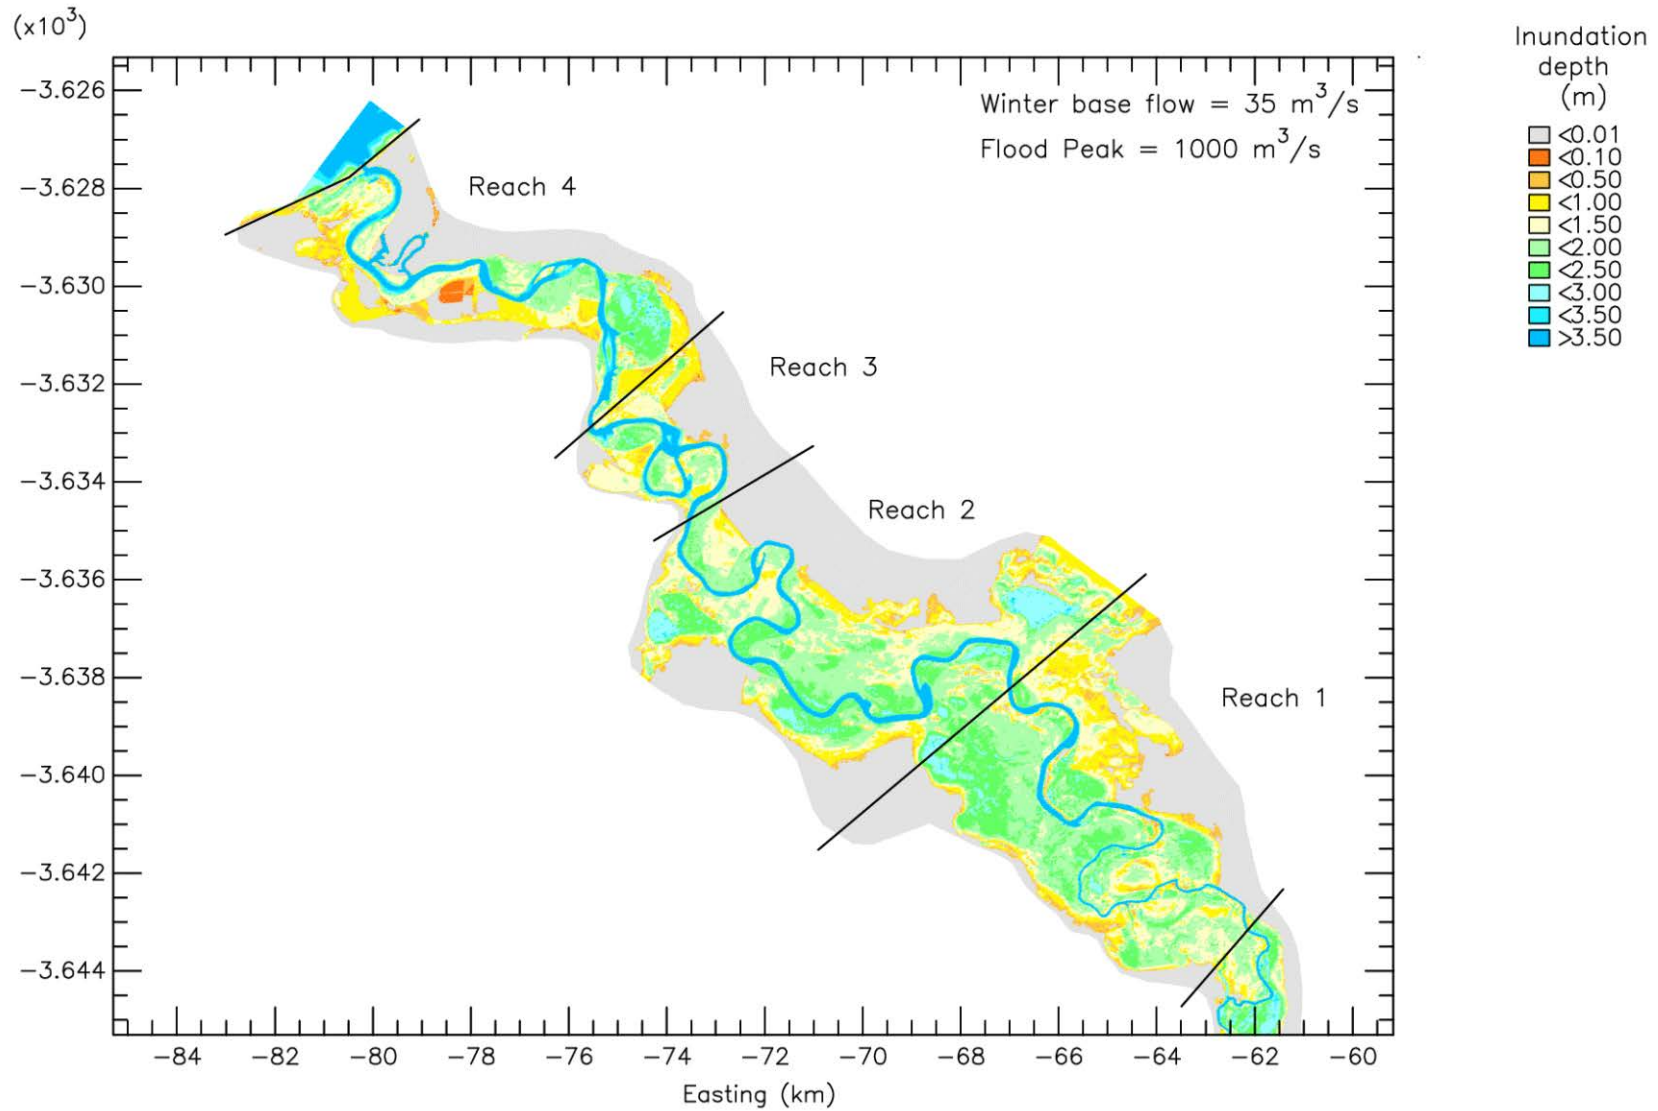 (x10³)
Inundation
depth
(m)
Winter base flow = 35 m³/s
Flood Peak = 1000 m³/s
<0.01
<0.10
<0.50
<1.00
<1.50
<2.00
<2.50
<3.00
<3.50
>3.50
−3.626
−3.628
−3.630
−3.632
−3.634
−3.636
−3.638
−3.640
−3.642
−3.644
Reach 4
Reach 3
Reach 2
Reach 1
−84 −82 −80 −78 −76 −74 −72 −70 −68 −66 −64 −62 −60
Easting (km)